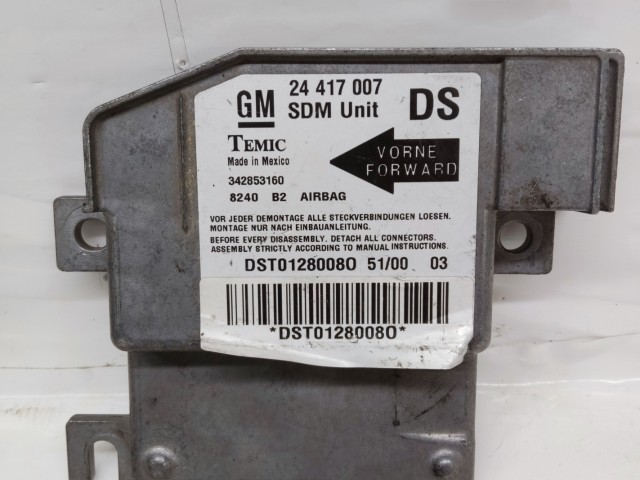 GM 24 417 007 DS
SDM Unit
TEMIC
Made in Mexico
VORNE
FORWARD
342853160
8240 B2 AIRBAG
VOR JEDER DEMONTAGE ALLE STECKVERBINDUNGEN LOESEN.
MONTAGE NUR NACH EINBAUANLEITUNG.
BEFORE EVERY DISASSEMBLY. DETACH ALL CONNECTORS.
ASSEMBLY STRICTLY ACCORDING TO MANUAL INSTRUCTIONS.
DST0128008O 51/00 03
*DST0128008O*